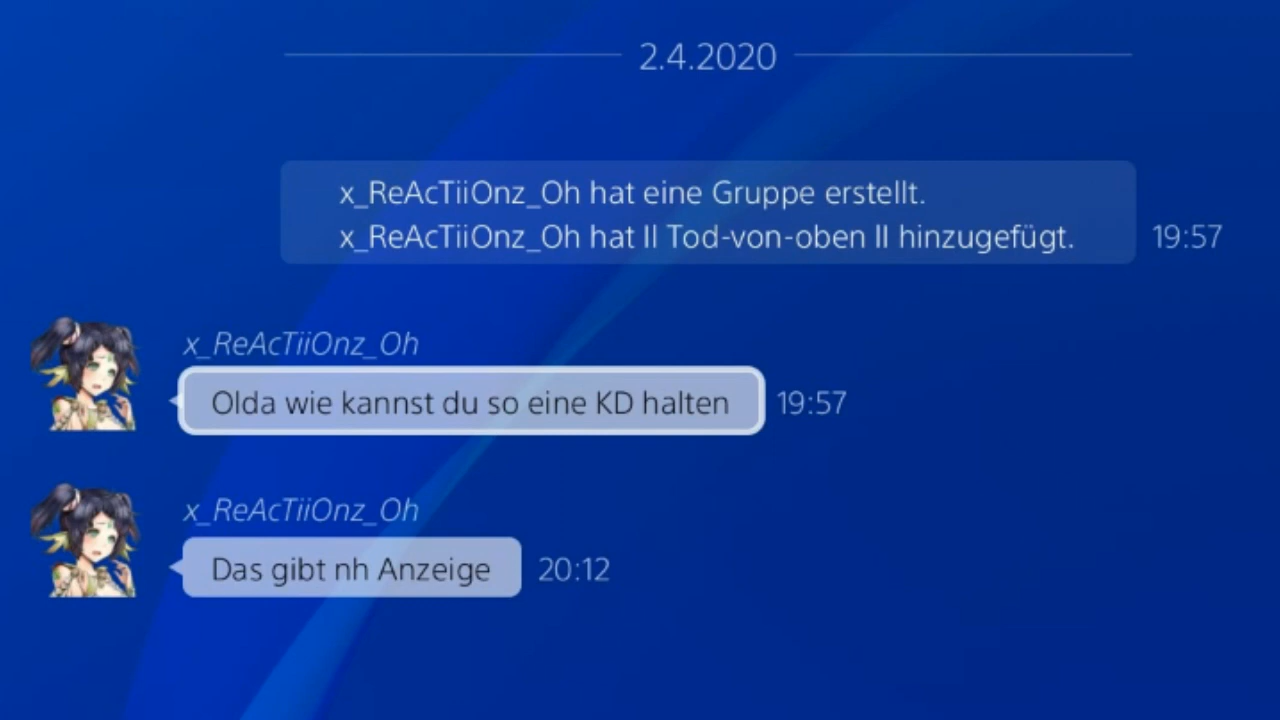 2.4.2020
x_ReAcTiiOnz_Oh hat eine Gruppe erstellt.
x_ReAcTiiOnz_Oh hat II Tod-von-oben II hinzugefügt.
19:57
x_ReAcTiiOnz_Oh
Olda wie kannst du so eine KD halten
19:57
x_ReAcTiiOnz_Oh
Das gibt nh Anzeige
20:12